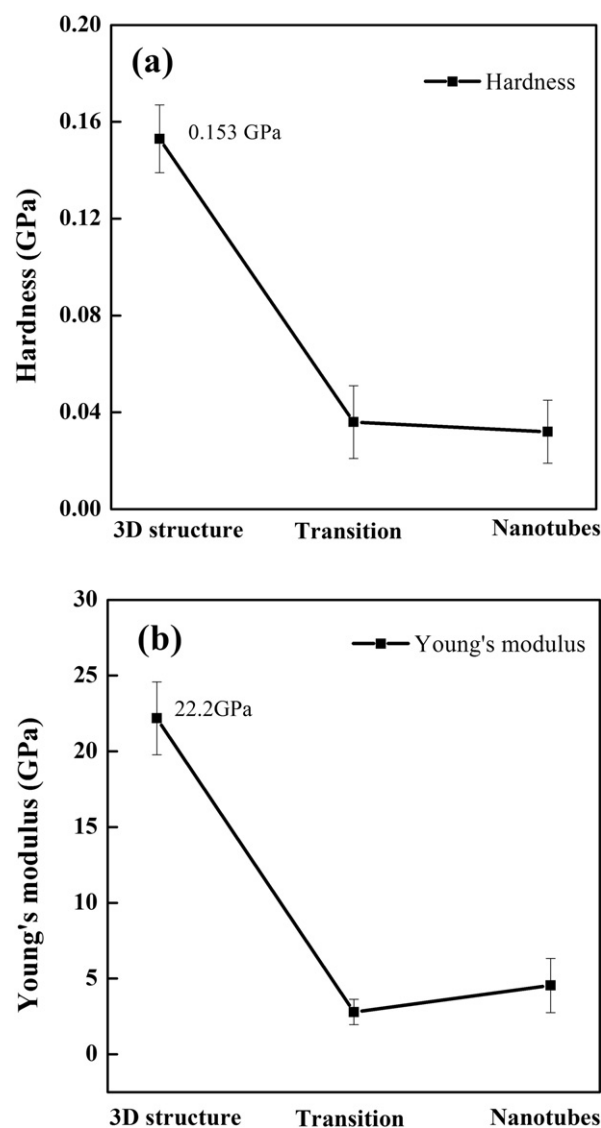 (a)
Hardness
0.153 GPa
Hardness (GPa)
0.20
0.16
0.12
0.08
0.04
0.00
3D structure Transition Nanotubes
(b)
Young's modulus
22.2GPa
Young's modulus (GPa)
30
25
20
15
10
5
0
3D structure Transition Nanotubes